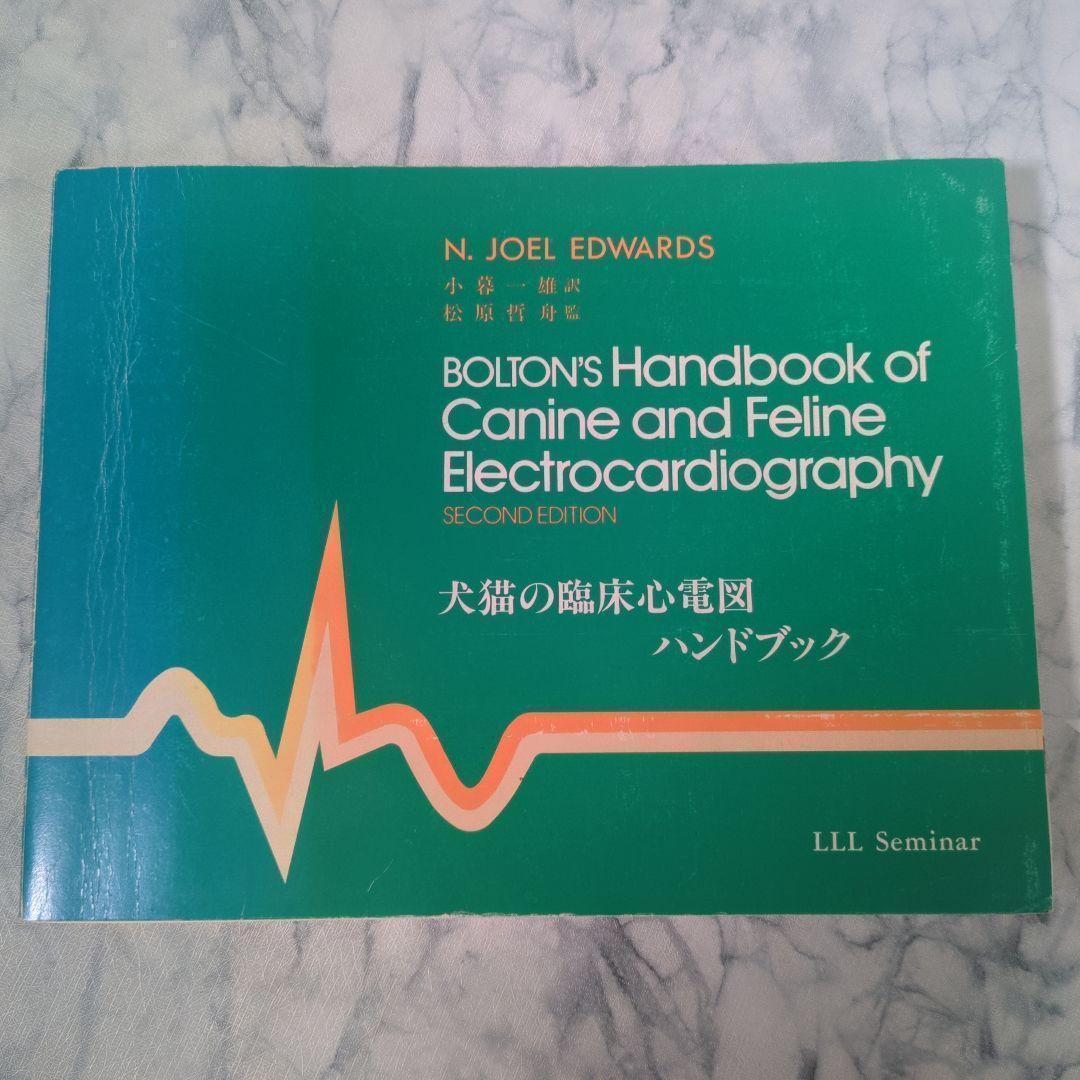 N. JOEL EDWARDS
小暮一雄訳
松原哲舟監
BOLTON'S Handbook of
Canine and Feline
Electrocardiography
SECOND EDITION
犬猫の臨床心電図
ハンドブック
LLL Seminar